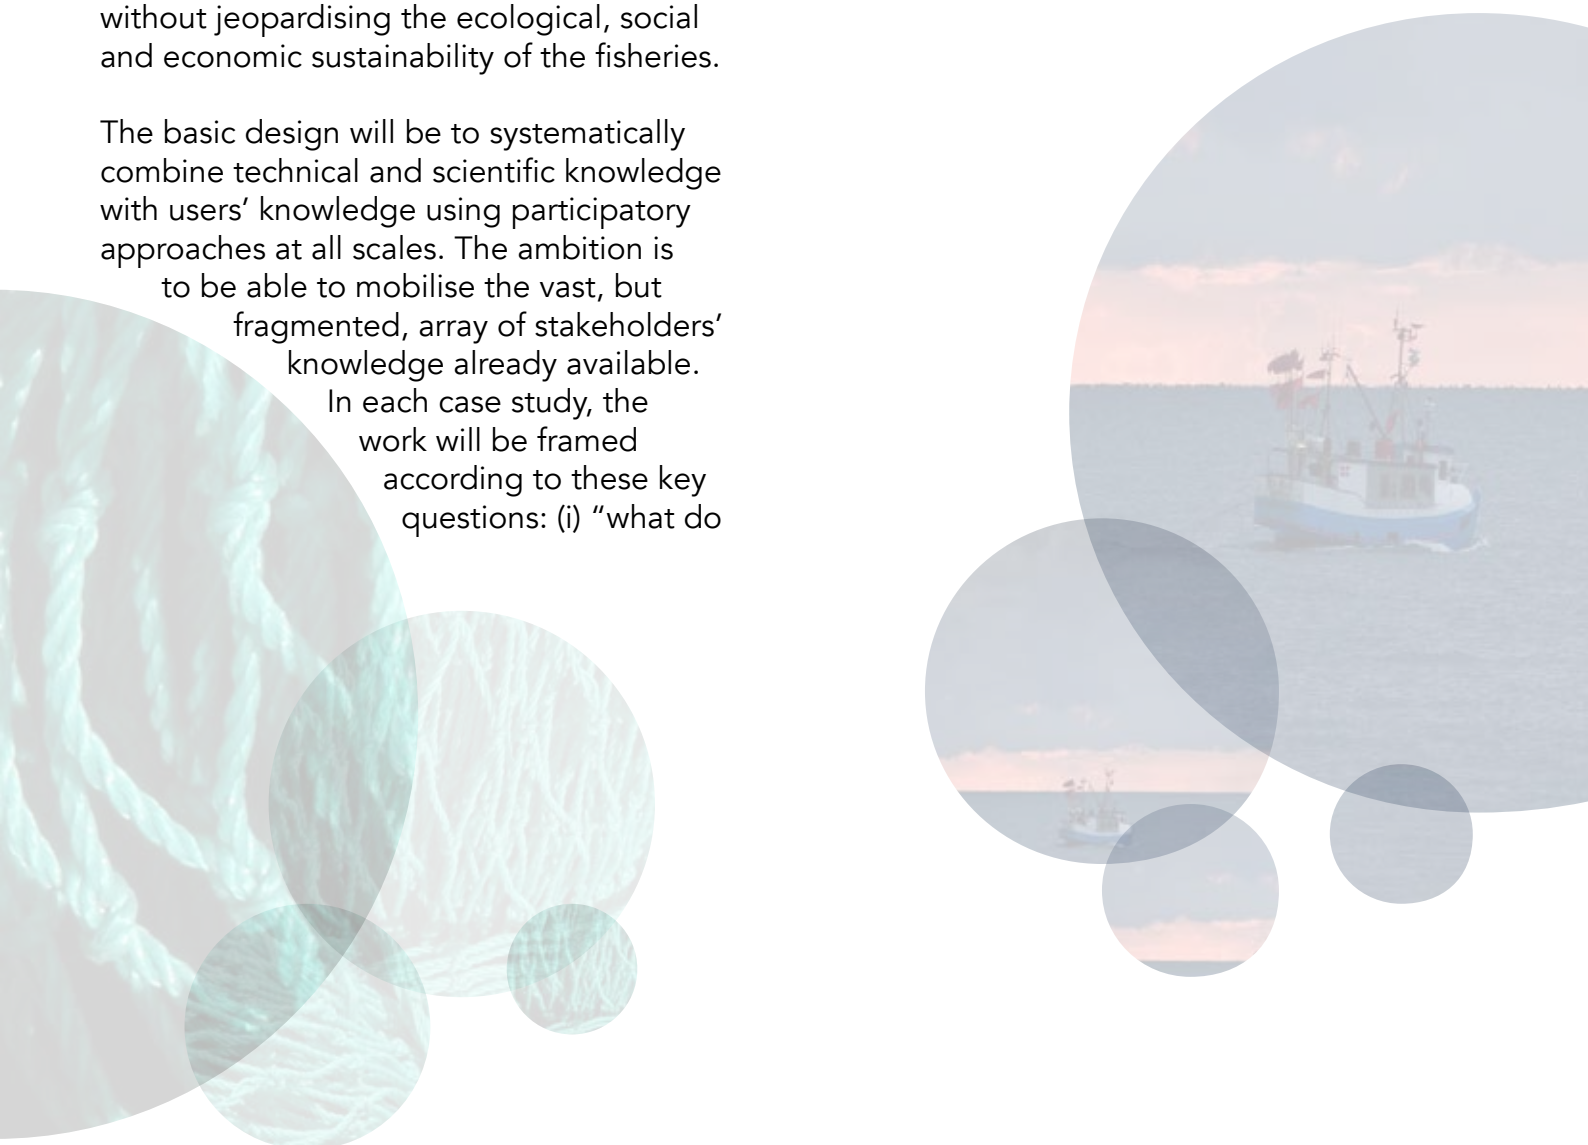 without jeopardising the ecological, social
and economic sustainability of the fisheries.
The basic design will be to systematically
combine technical and scientific knowledge
with users’ knowledge using participatory
approaches at all scales. The ambition is
to be able to mobilise the vast, but
fragmented, array of stakeholders’
knowledge already available.
In each case study, the
work will be framed
according to these key
questions: (i) “what do